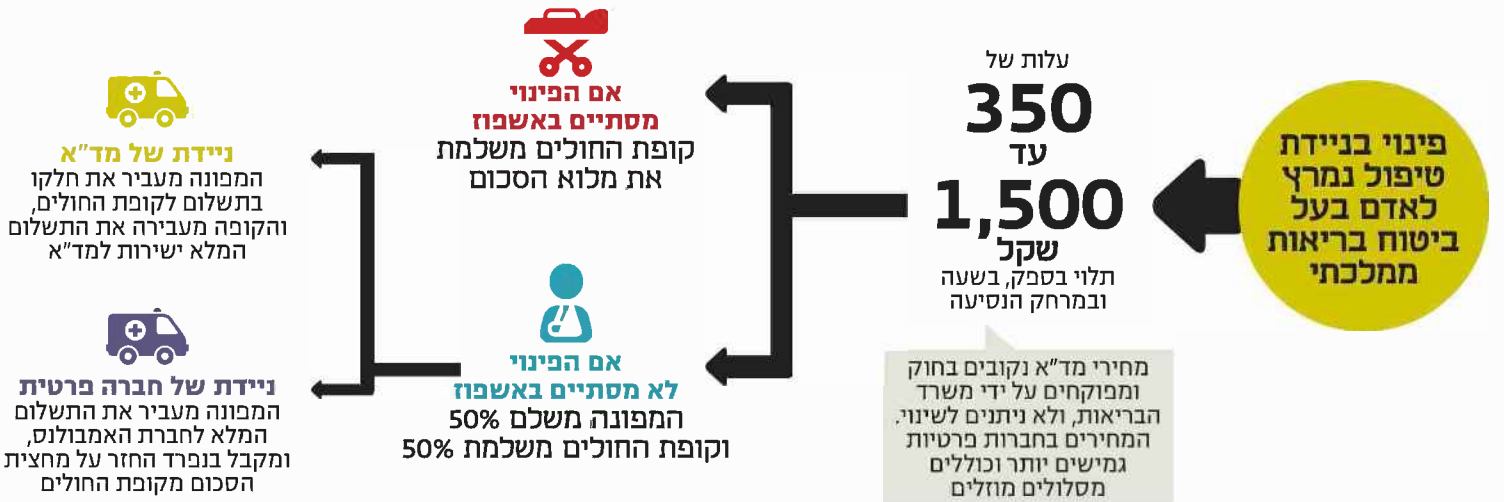 פינוי בניידת
טיפול נמרץ
לאדם בעל
ביטוח בריאות
ממלכתי
עלות של
350
עד
1,500
שקל
תלוי בספק, בשעה
ובמרחק הנסיעה
מחירי מד"א נקובים בחוק
ומפוקחים על ידי משרד
הבריאות, ולא ניתנים לשינוי.
המחירים בחברות פרטיות
גמישים יותר וכוללים
מסלולים מוזלים
אם הפינוי
מסתיים באשפוז
קופת החולים משלמת
את מלוא הסכום
אם הפינוי
לא מסתיים באשפוז
המפונה משלם 50%
וקופת החולים משלמת 50%
ניידת של מד"א
המפונה מעביר את חלקו
בתשלום לקופת החולים,
והקופה מעבירה את התשלום
המלא ישירות למד"א
ניידת של חברה פרטית
המפונה מעביר את התשלום
המלא לחברת האמבולנס,
ומקבל בנפרד החזר על מחצית
הסכום מקופת החולים